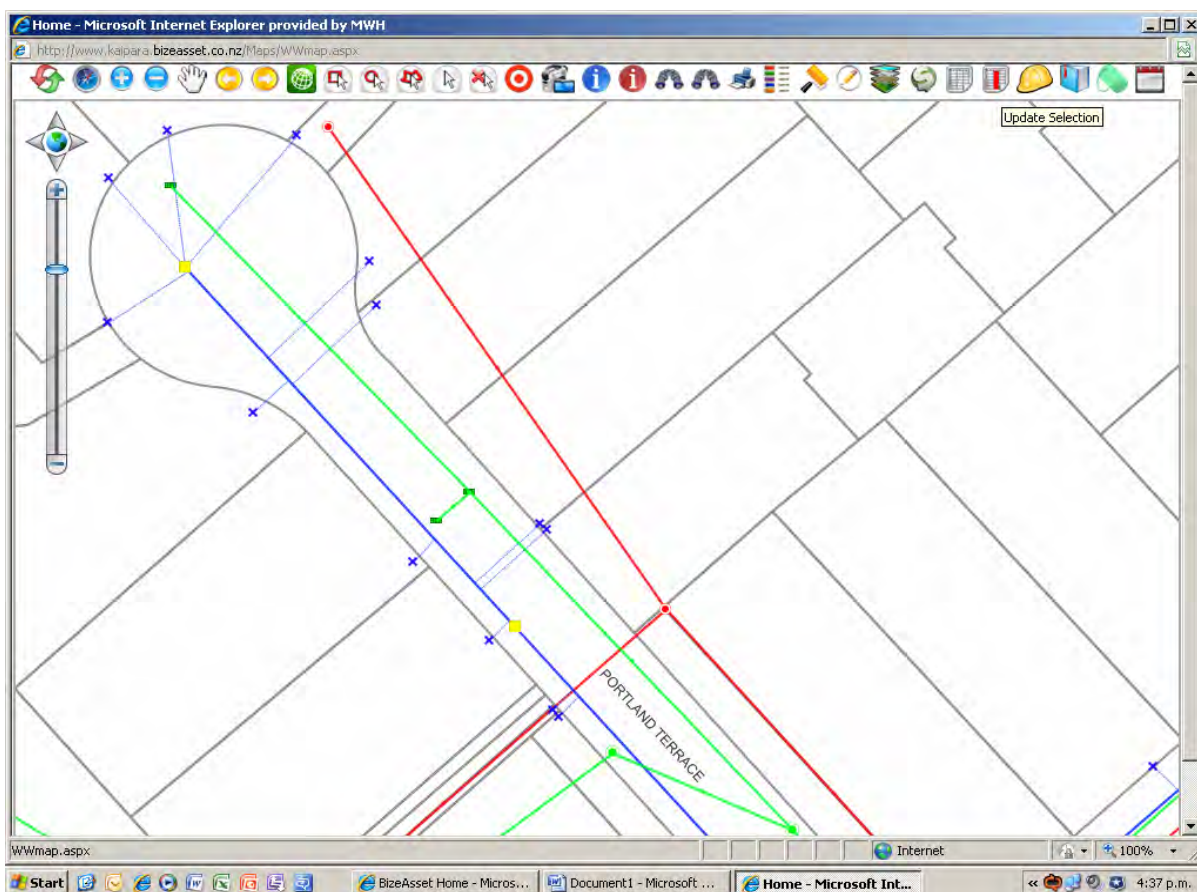 Home - Microsoft Internet Explorer provided by MWH
http://www.kaipara.bizeasset.co.nz/Maps/WWmap.aspx
Update Selection
PORTLAND TERRACE
WWmap.aspx
Internet
100%
Start
BizeAsset Home - Micros...
Document1 - Microsoft ...
Home - Microsoft Int...
4:37 p.m.